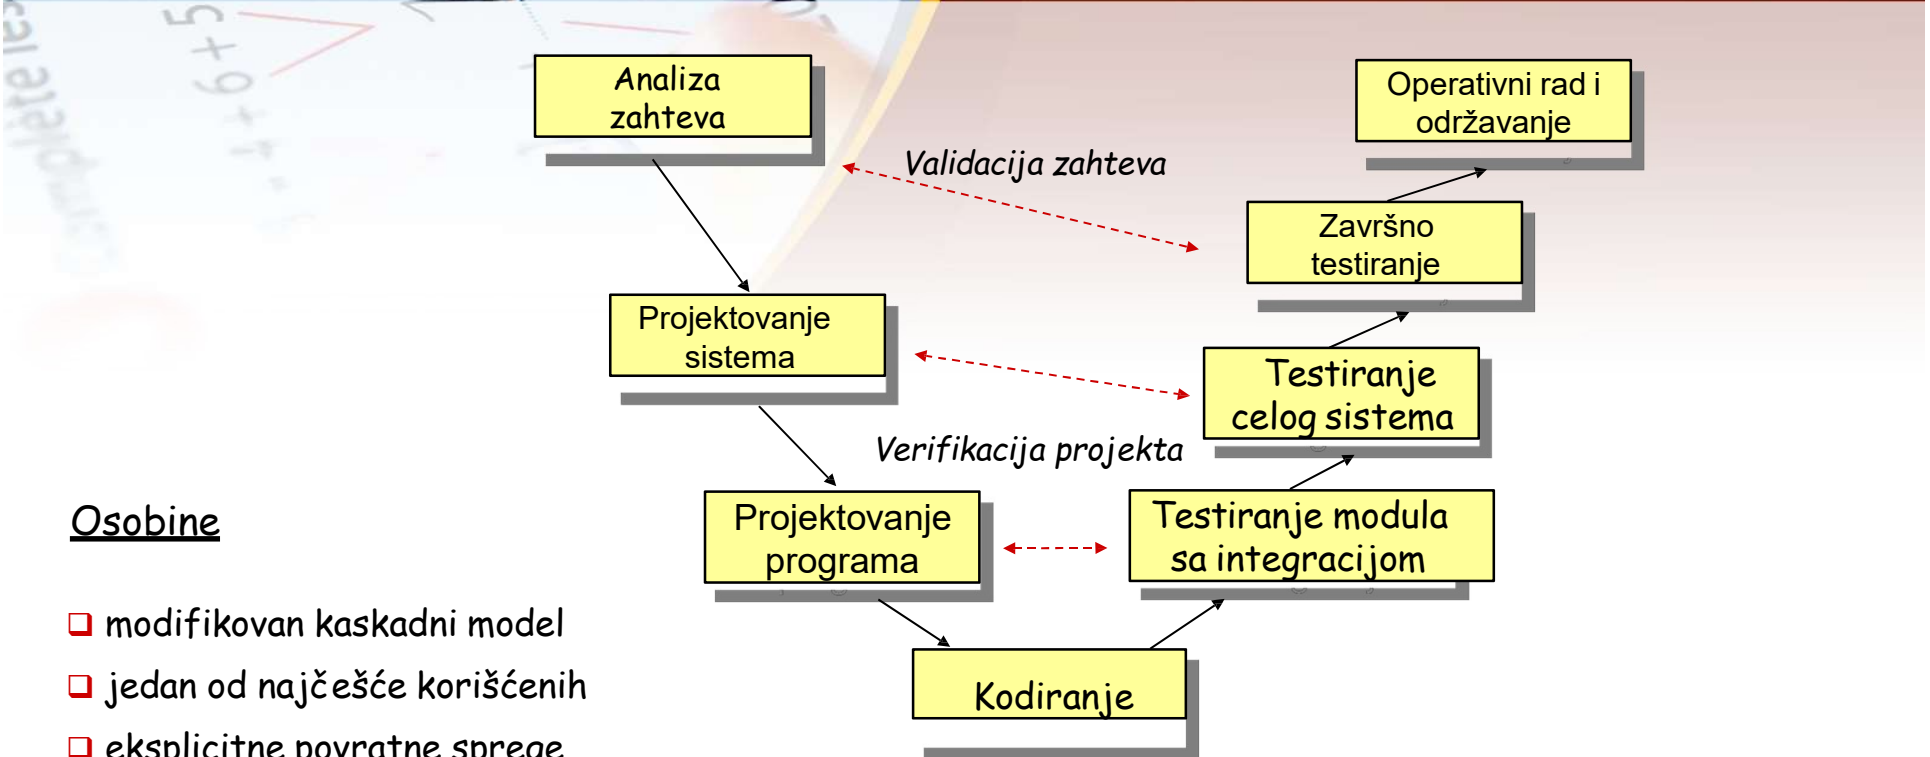 Analiza
zahteva
Operativni rad i
održavanje
Validacija zahteva
Završno
testiranje
Projektovanje
sistema
Testiranje
celog sistema
Verifikacija projekta
Projektovanje
programa
Testiranje modula
sa integracijom
Kodiranje
Osobine
modifikovan kaskadni model
jedan od najčešće korišćenih
eksplicitne povratne sprege